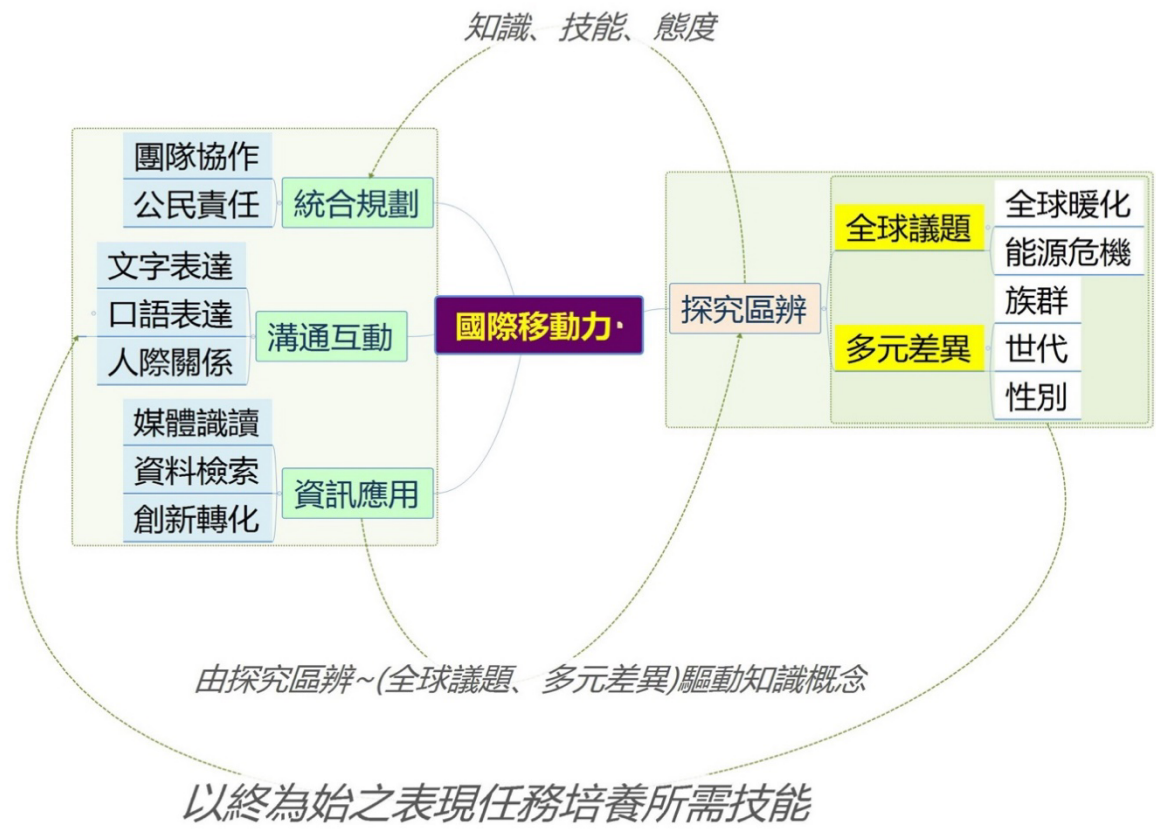 知識、技能、態度
團隊協作
公民責任
統合規劃
文字表達
口語表達
人際關係
溝通互動
媒體識讀
資料檢索
創新轉化
資訊應用
國際移動力
探究區辨
全球議題
全球暖化
能源危機
多元差異
族群
世代
性別
由探究區辨~(全球議題、多元差異)驅動知識概念
以終為始之表現任務培養所需技能